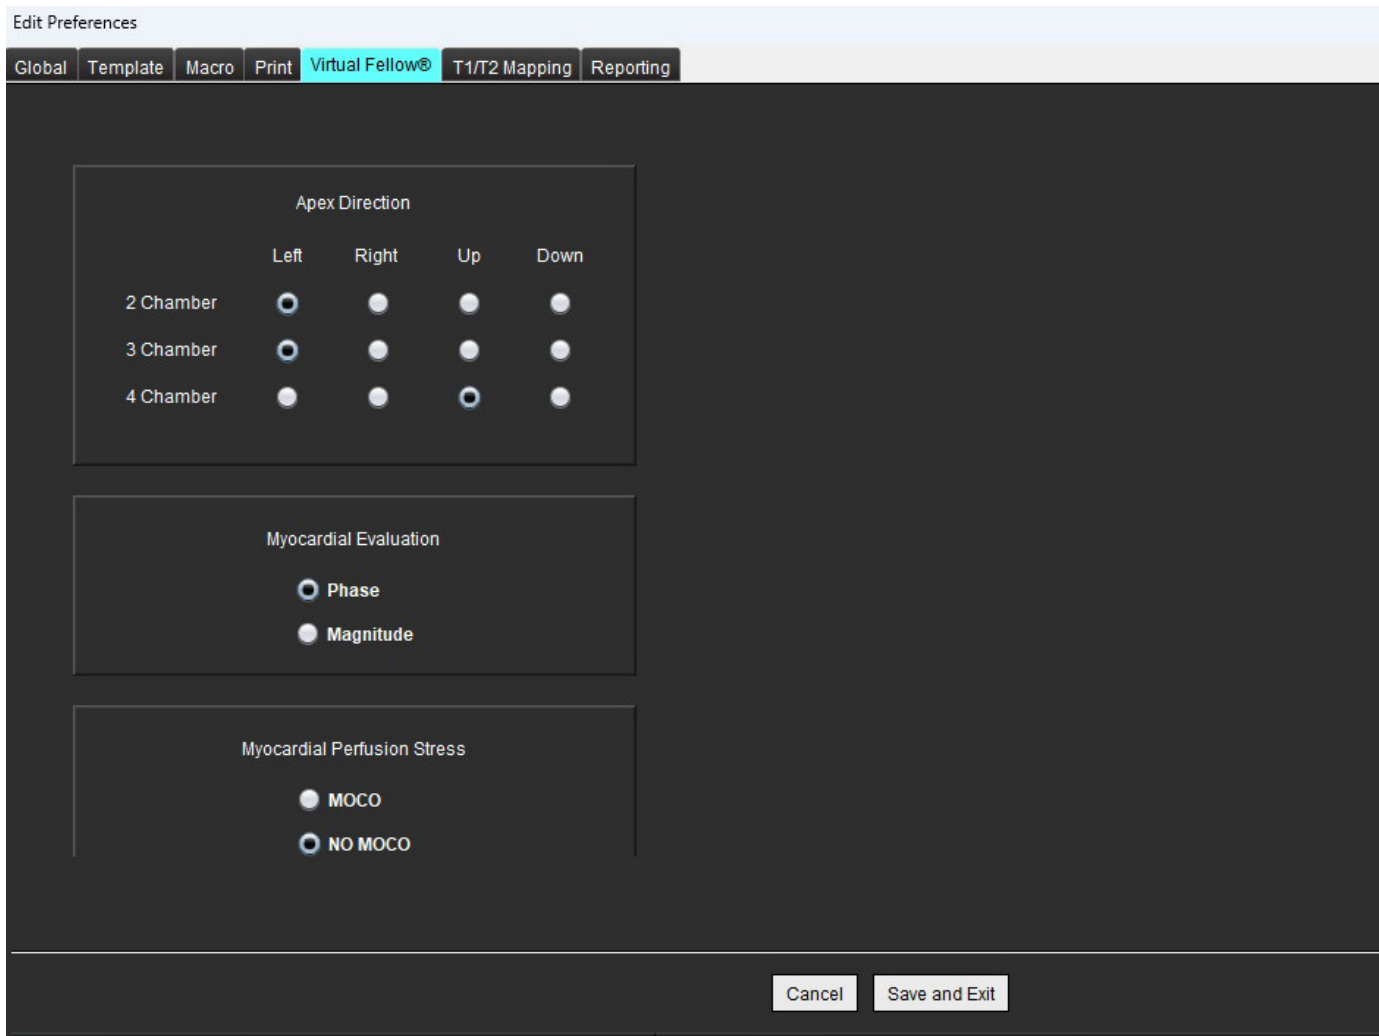 Edit Preferences
Global Template Macro Print Virtual Fellow® T1/T2 Mapping Reporting
Apex Direction
Left Right Up Down
2 Chamber
3 Chamber
4 Chamber
Myocardial Evaluation
Phase
Magnitude
Myocardial Perfusion Stress
MOCO
NO MOCO
Cancel Save and Exit